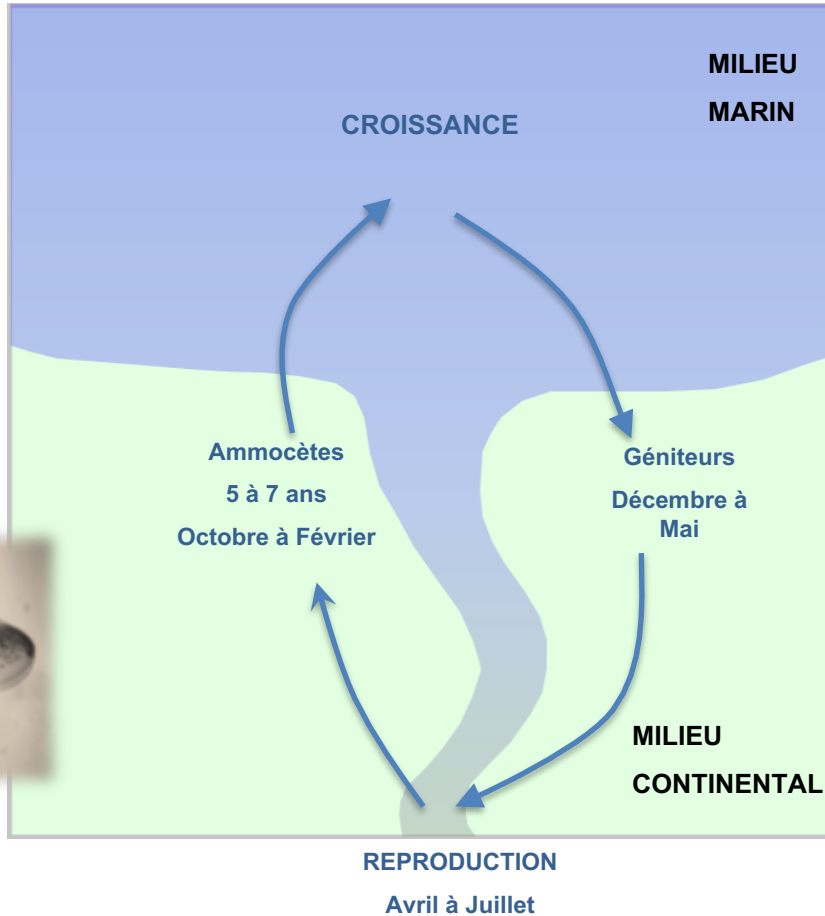 MILIEU
MARIN
CROISSANCE
Ammocètes
5 à 7 ans
Octobre à Février
Géniteurs
Décembre à
Mai
MILIEU
CONTINENTAL
REPRODUCTION
Avril à Juillet